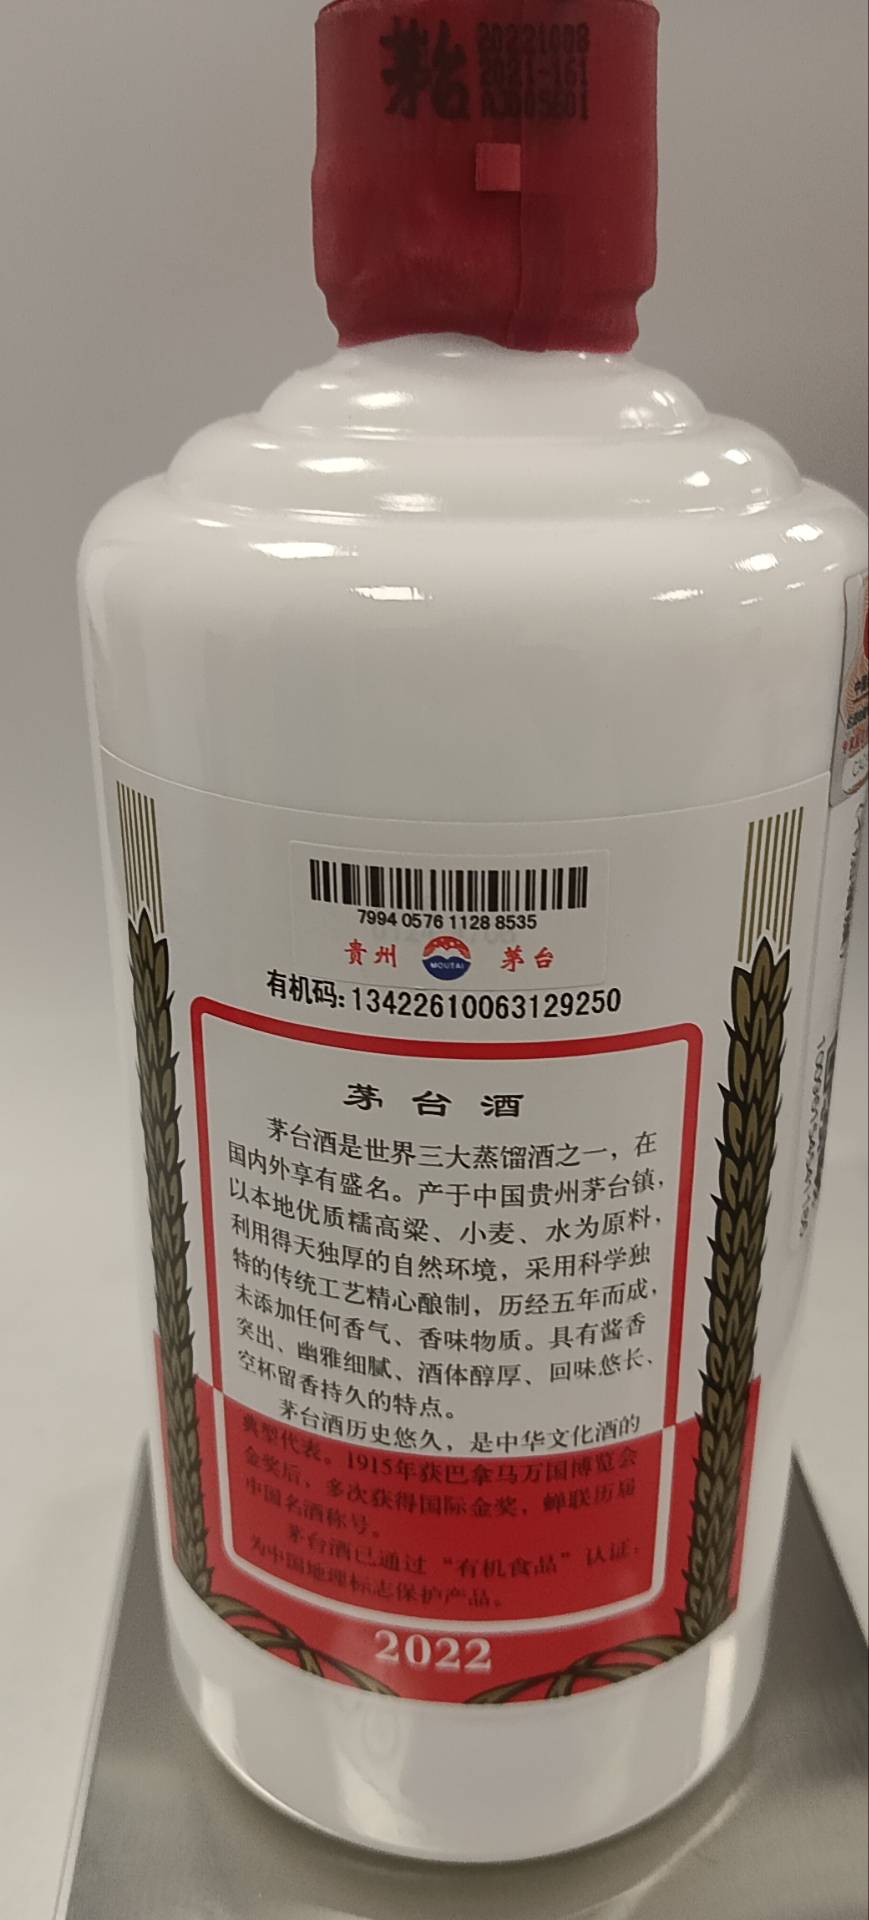 茅台
20221008
2021-161
7994 0576 1128 8535
贵州 MOUTAI 茅台
有机码:13422610063129250
茅台酒
茅台酒是世界三大蒸馏酒之一，在
国内外享有盛名。产于中国贵州茅台镇，
以本地优质糯高粱、小麦、水为原料，
利用得天独厚的自然环境，采用科学独
特的传统工艺精心酿制，历经五年而成，
未添加任何香气、香味物质。具有酱香
突出、幽雅细腻、酒体醇厚、回味悠长、
空杯留香持久的特点。
茅台酒历史悠久，是中华文化酒的
典型代表。1915年获巴拿马万国博览会
金奖后，多次获得国际金奖，蝉联历届
中国名酒称号。
茅台酒已通过“有机食品”认证，
为中国地理标志保护产品。
2022